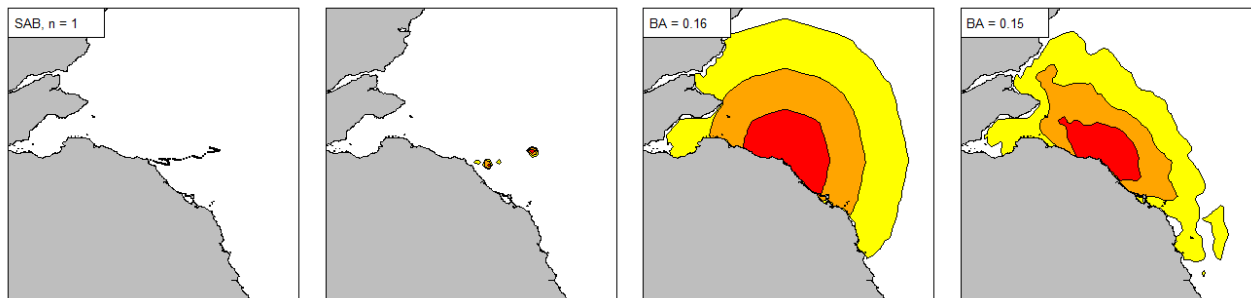 SAB, n = 1
BA = 0.16
BA = 0.15